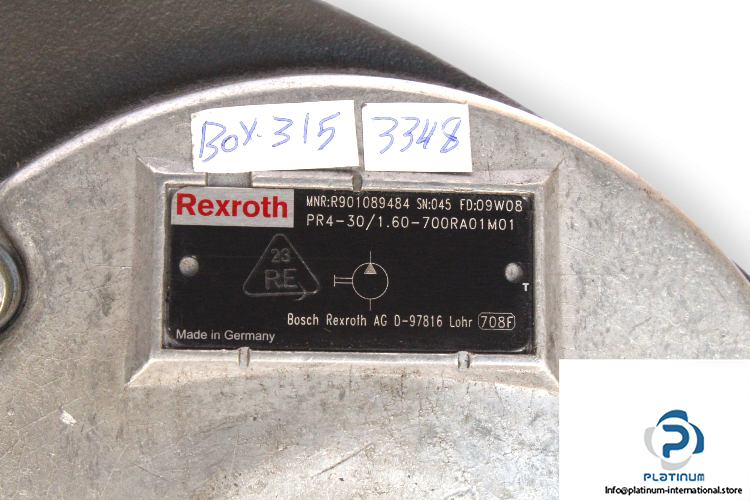 BOX.315
3348
Rexroth
MNR:R901089484 SN:045 FD:09W08
PR4-30/1.60-700RA01M01
23
R.E
T
Bosch Rexroth AG D-97816 Lohr 708F
Made in Germany
PLATINUM
Info@platinum-international.store